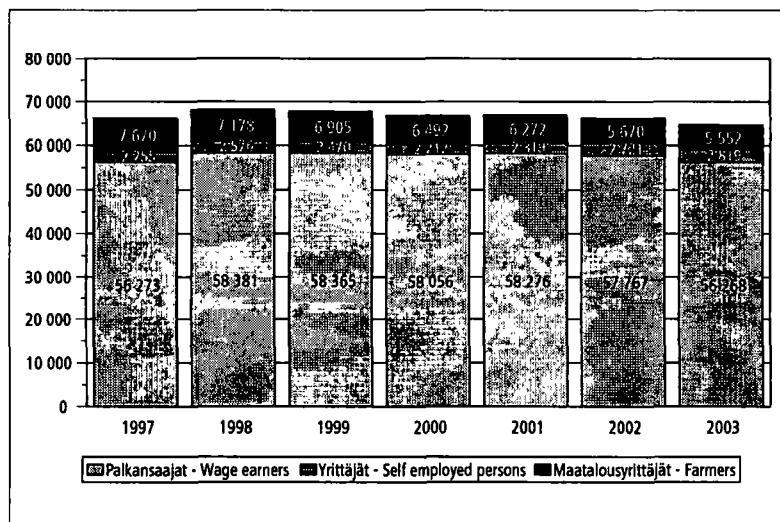 80 000
70 000
60 000
50 000
40 000
30 000
20 000
10 000
0
7 670 7 178 6 905 6 492 6 272 5 670 5 552
56 273 58 381 58 365 58 056 58 276 57 767 56 268
1997 1998 1999 2000 2001 2002 2003
Palkansaajat - Wage earners Yrittäjät - Self employed persons Maatalousyrittäjät - Farmers